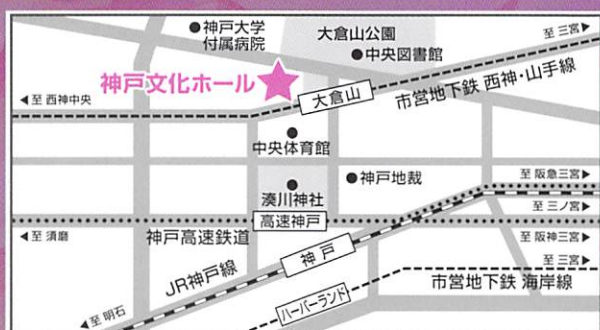 神戸大学
付属病院
大倉山公園
中央図書館
至 三宮▶
神戸文化ホール
◀至 西神中央
大倉山
市営地下鉄 西神・山手線
中央体育館
湊川神社
神戸地裁
至 阪急三宮▶
高速神戸
至 三ノ宮▶
◀至 須磨
神戸高速鉄道
神戸
至 阪神三宮▶
JR神戸線
至 三宮▶
市営地下鉄 海岸線
ハーバーランド
◀至 明石